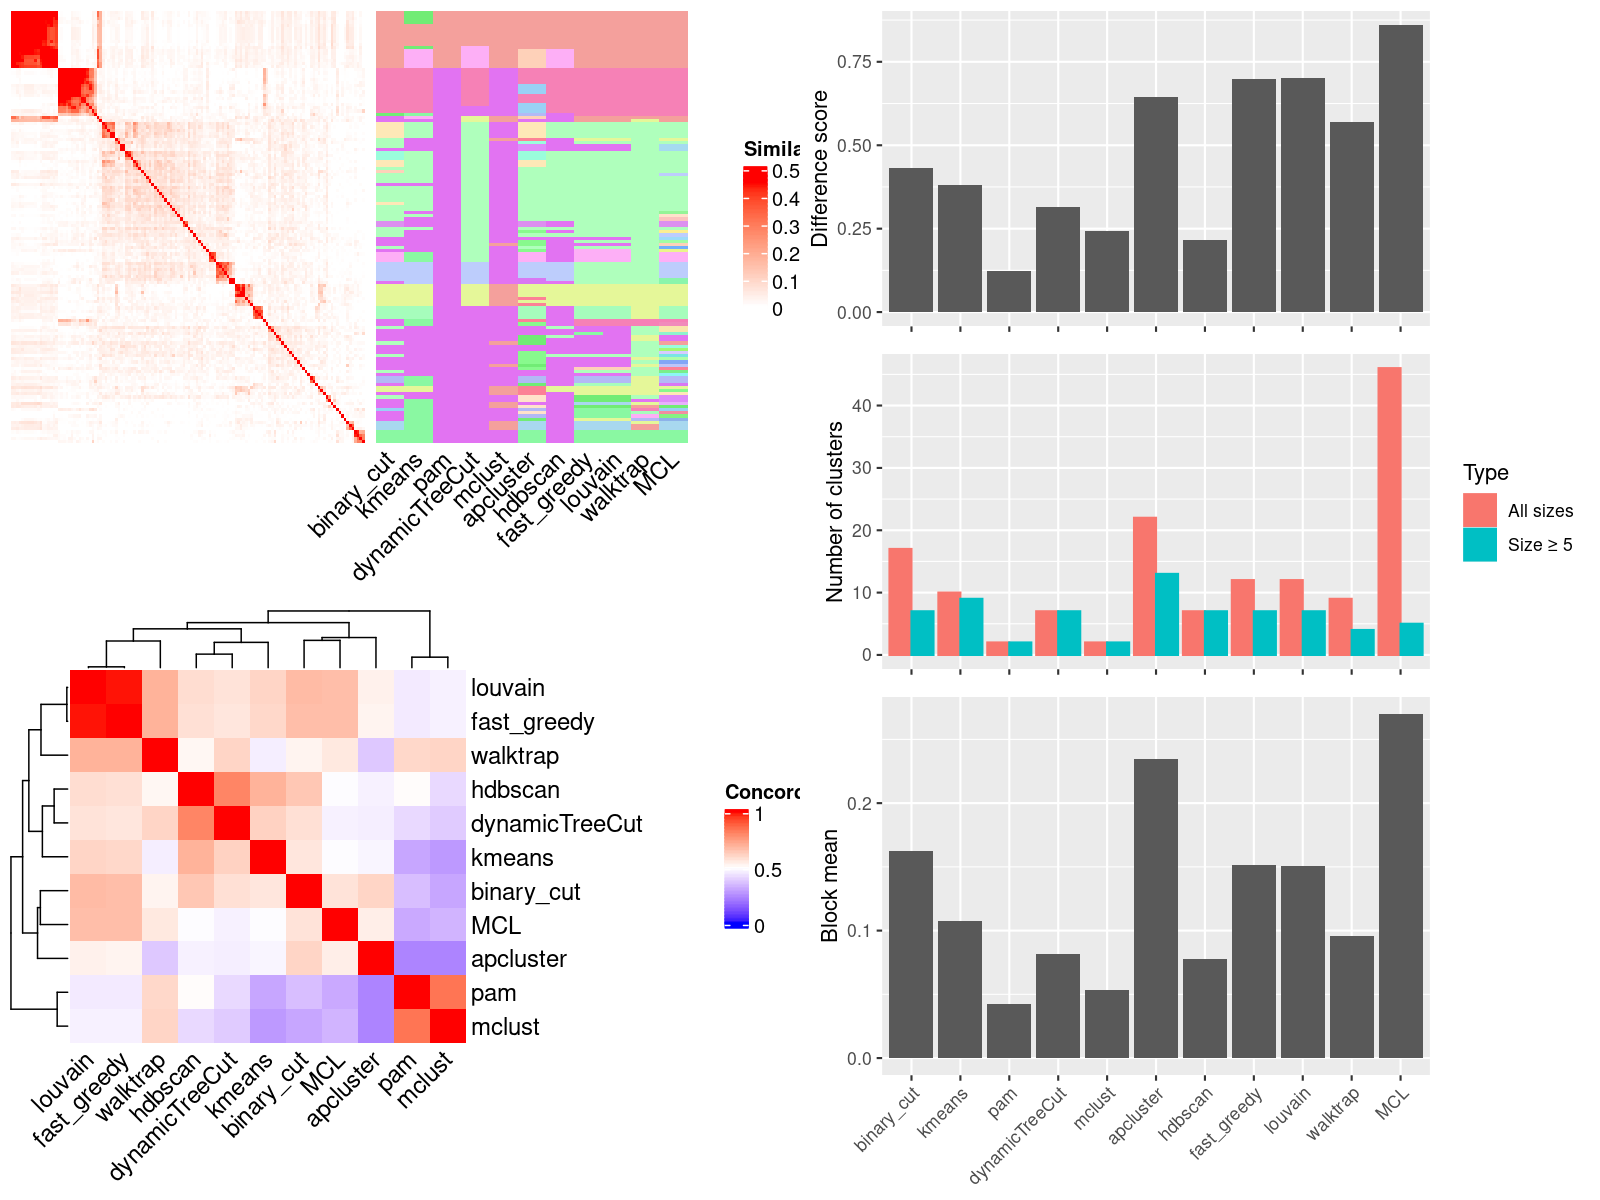 Simila
0.5
0.4
0.3
0.2
0.1
0
binary_cut
kmeans
pam
dynamicTreeCut
mclust
apcluster
hdbscan
fast_greedy
louvain
walktrap
MCL
louvain
fast_greedy
walktrap
hdbscan
dynamicTreeCut
kmeans
binary_cut
MCL
apcluster
pam
mclust
Concord
1
0.5
0
louvain
fast_greedy
walktrap
hdbscan
dynamicTreeCut
kmeans
binary_cut
MCL
apcluster
pam
mclust
Difference score
0.75
0.50
0.25
0.00
Number of clusters
40
30
20
10
0
Type
All sizes
Size ≥ 5
Block mean
0.2
0.1
0.0
binary_cut
kmeans
pam
dynamicTreeCut
mclust
apcluster
hdbscan
fast_greedy
louvain
walktrap
MCL